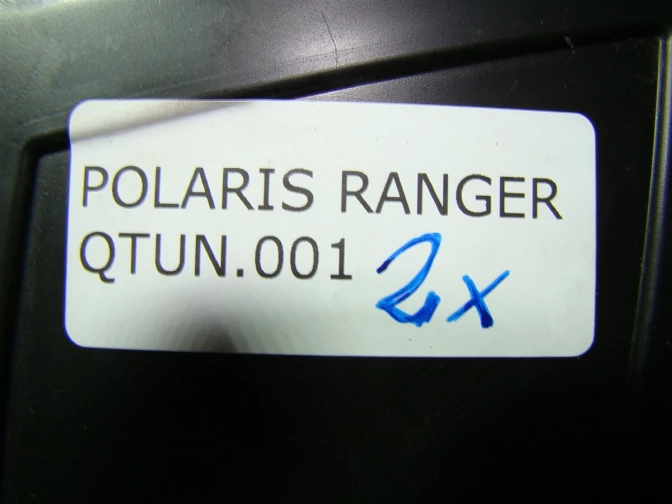 POLARIS RANGER
QTUN.001 2x